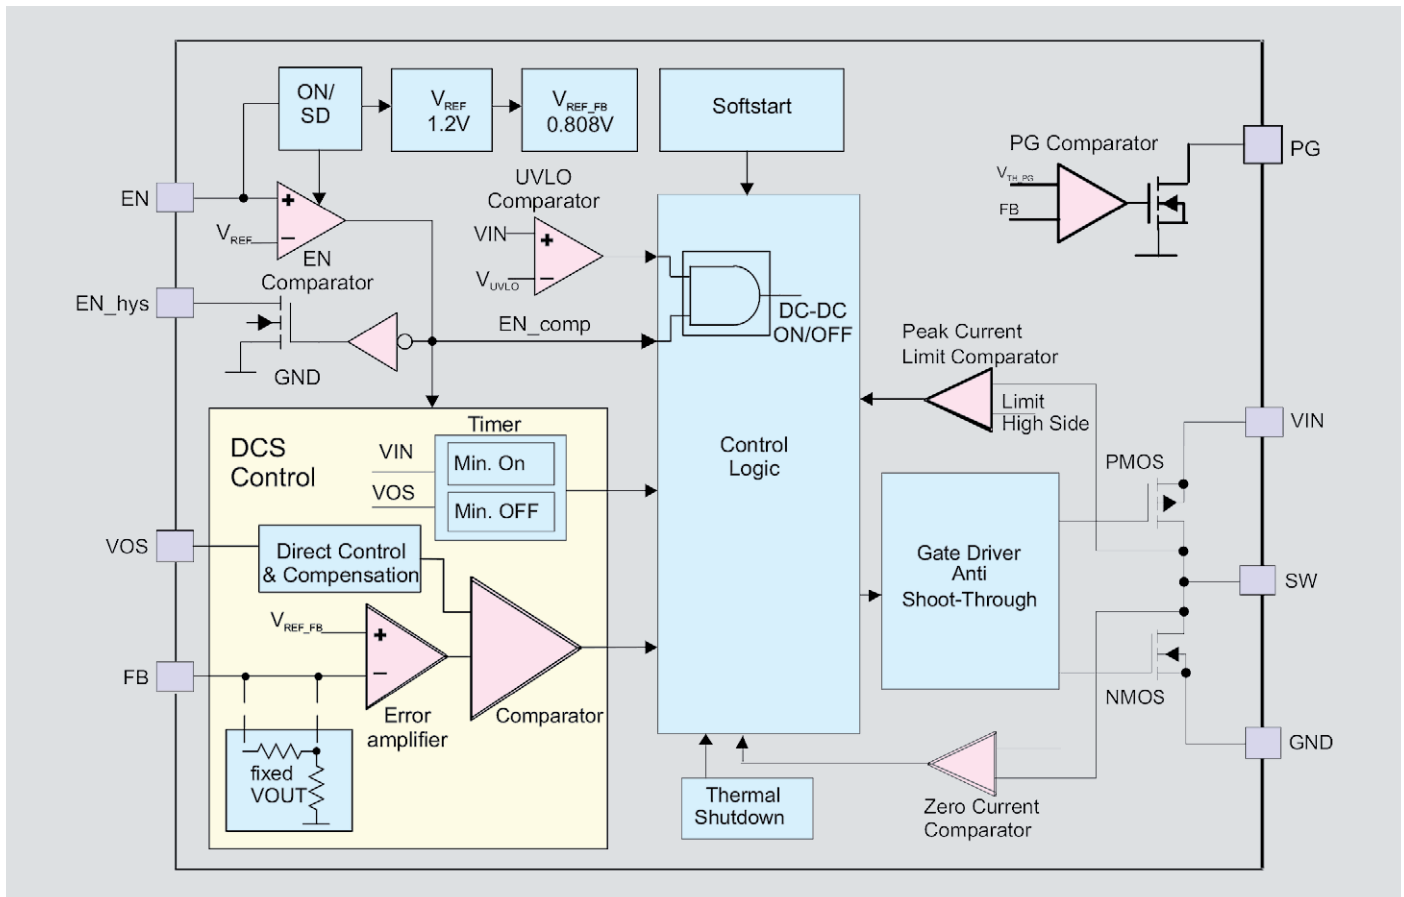 ON/
SD
VREF
1.2V
VREF_FB
0.808V
Softstart
PG Comparator
VTH_PG
FB
PG
EN
+
VREF
−
EN
Comparator
UVLO
Comparator
VIN
+
VUVLO
−
EN_hys
GND
EN_comp
DC-DC
ON/OFF
Peak Current
Limit Comparator
Limit
High Side
VIN
DCS
Control
Timer
VIN
Min. On
VOS
Min. OFF
Control
Logic
PMOS
VOS
Direct Control
& Compensation
Gate Driver
Anti
Shoot-Through
SW
VREF_FB
+
FB
−
Error
amplifier
Comparator
NMOS
fixed
VOUT
GND
Thermal
Shutdown
Zero Current
Comparator